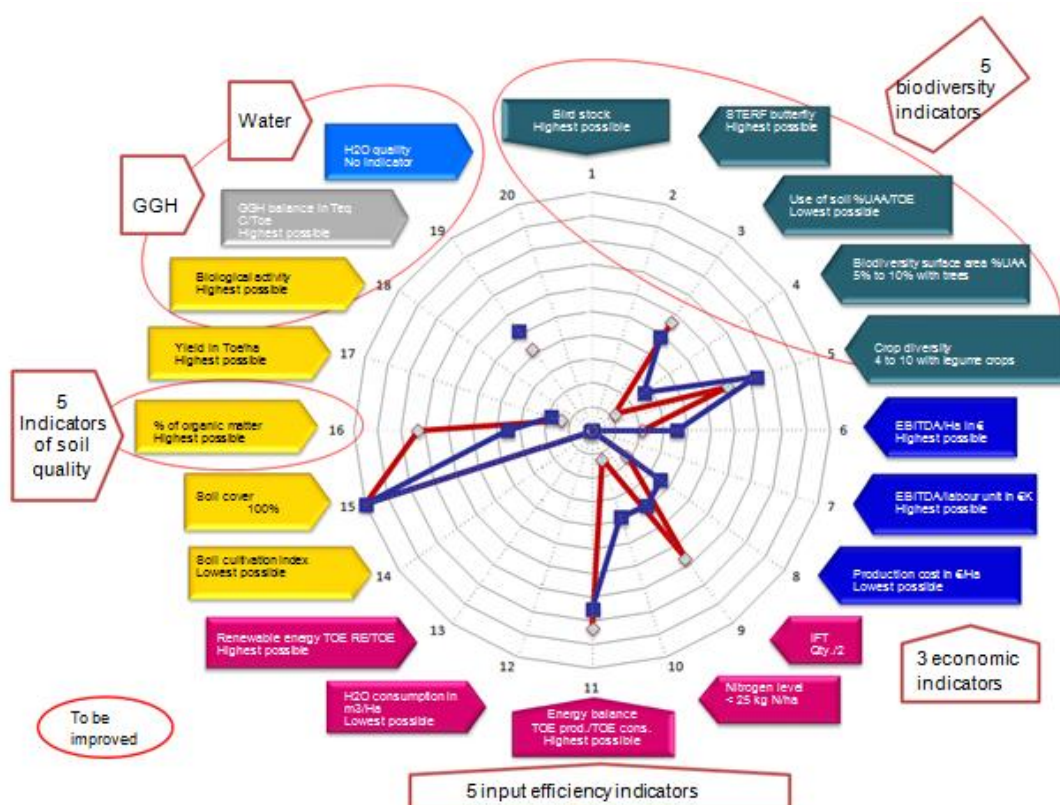 5
biodiversity
indicators
Water
H2O quality
No Indicator
Bird stock
Highest possible
STERF butterfly
Highest possible
GGH
GGH balance in Teq
C/Toe
Highest possible
Use of soil %UAA/TOE
Lowest possible
Biological activity
Highest possible
Biodiversity surface area %UAA
5% to 10% with trees
Yield in Toe/ha
Highest possible
Crop diversity
4 to 10 with legume crops
5
Indicators
of soil
quality
% of organic matter
Highest possible
EBITDA/Ha in €
Highest possible
Soil cover
100%
EBITDA/labour unit in €K
Highest possible
Soil cultivation index
Lowest possible
Production cost in €/Ha
Lowest possible
Renewable energy TOE RE/TOE
Highest possible
IFT
Qty./2
3 economic
indicators
H2O consumption in
m3/Ha
Lowest possible
Nitrogen level
< 25 kg N/ha
Energy balance
TOE prod./TOE cons.
Highest possible
To be
improved
5 input efficiency indicators
1
2
3
4
5
6
7
8
9
10
11
12
13
14
15
16
17
18
19
20